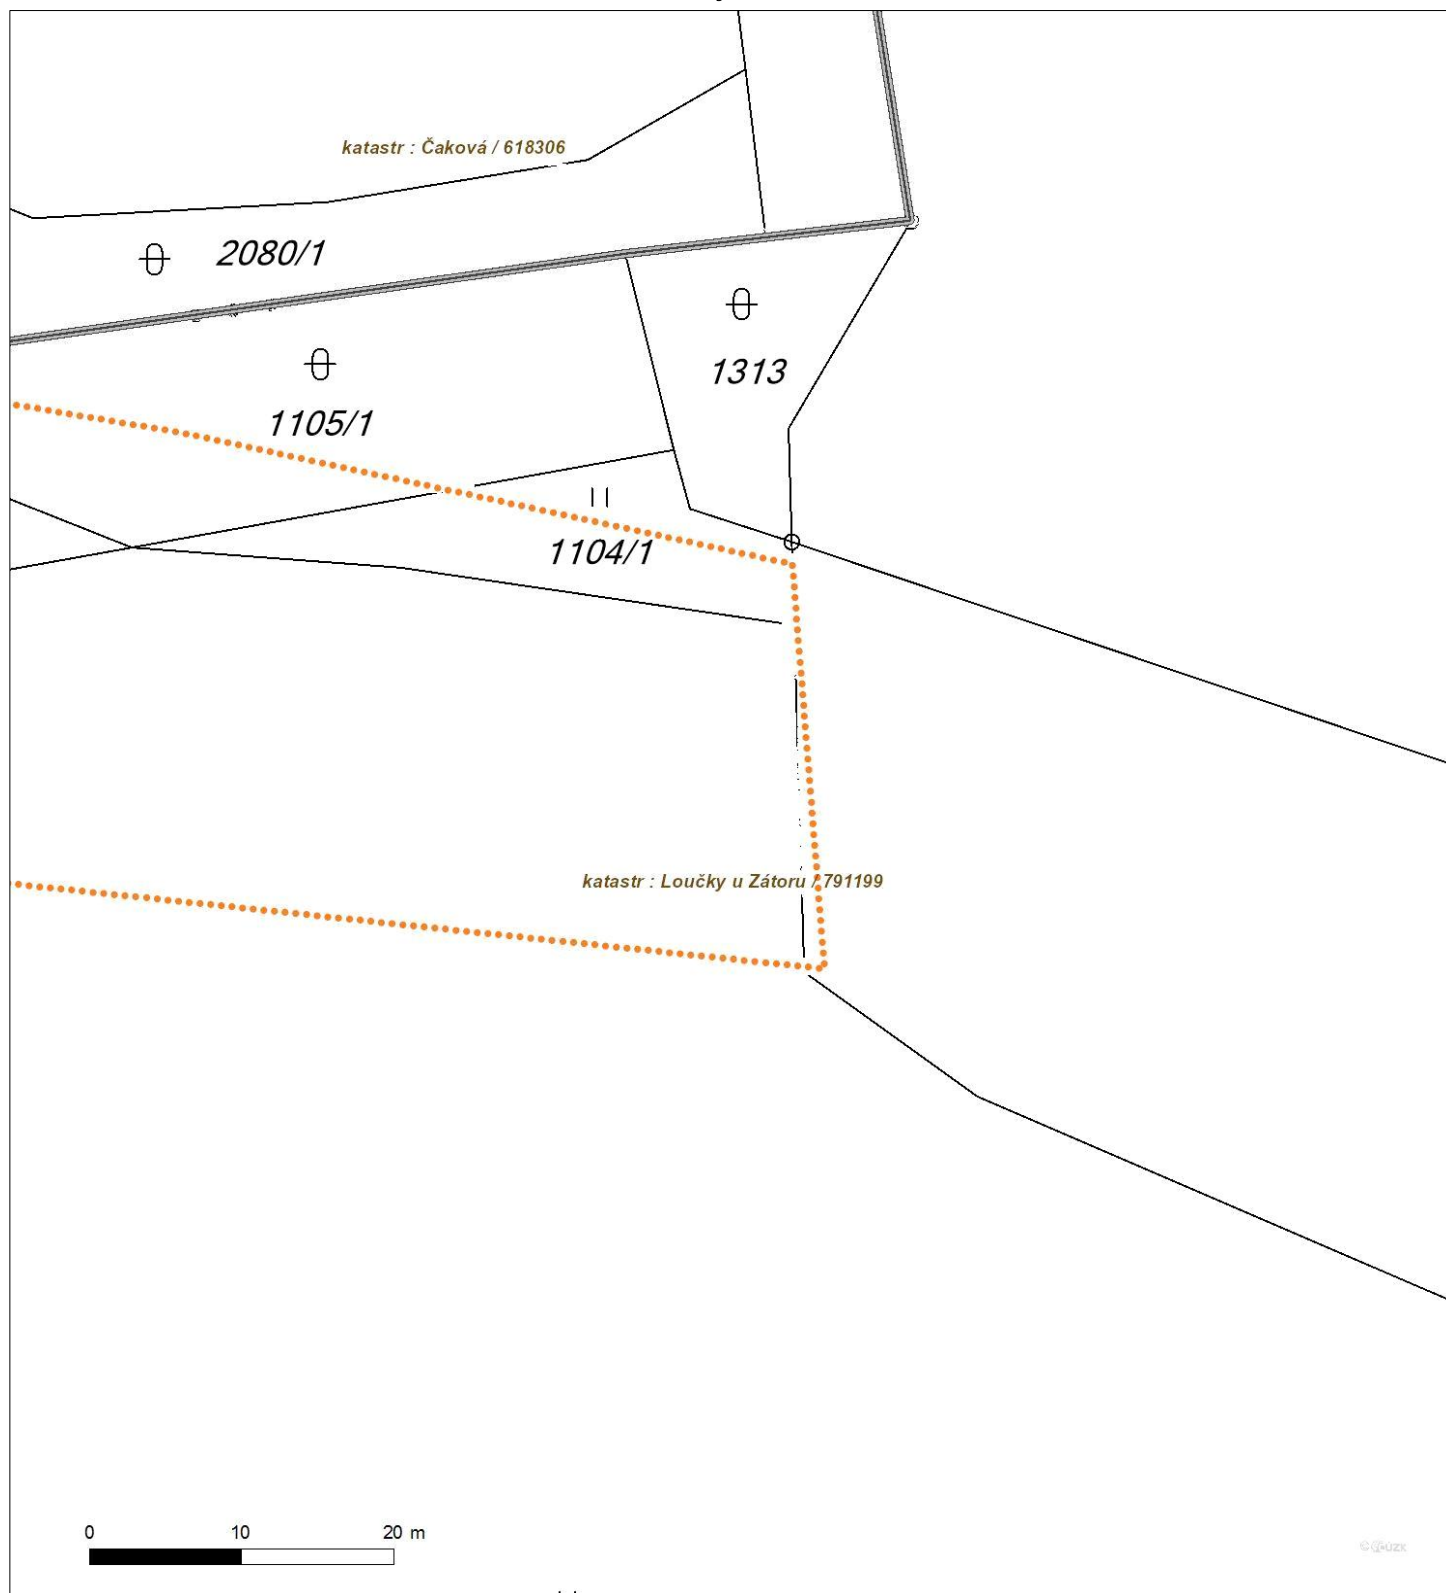 katastr : Čaková / 618306
2080/1
1313
1105/1
1104/1
katastr : Loučky u Zátoru / 791199
0 10 20 m